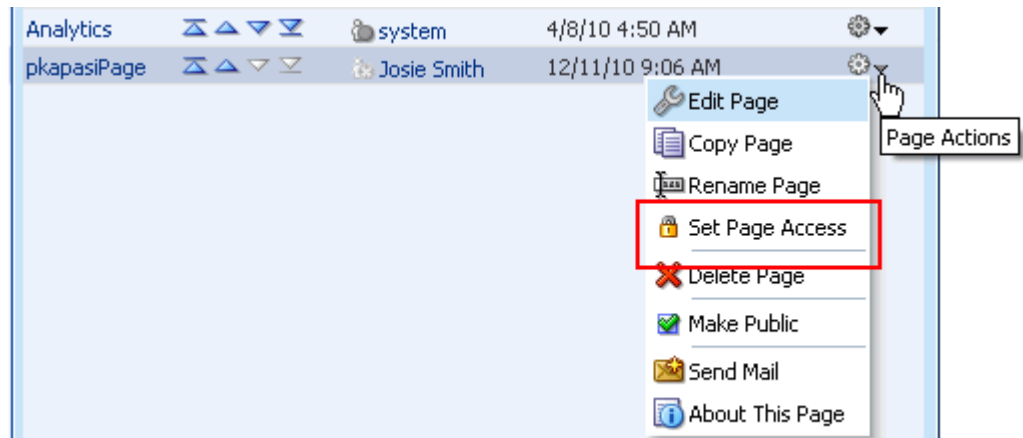 Analytics system 4/8/10 4:50 AM
pkapasiPage Josie Smith 12/11/10 9:06 AM
Edit Page
Page Actions
Copy Page
Rename Page
Set Page Access
Delete Page
Make Public
Send Mail
About This Page